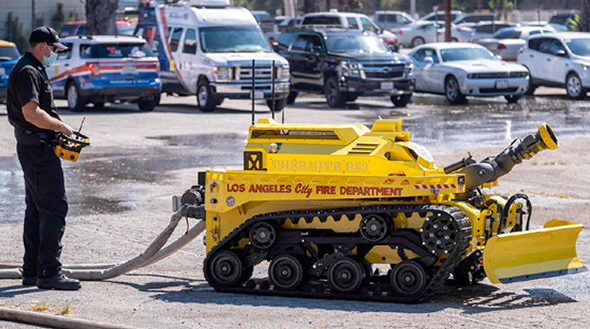 THERMITE RS3
LOS ANGELES City FIRE DEPARTMENT